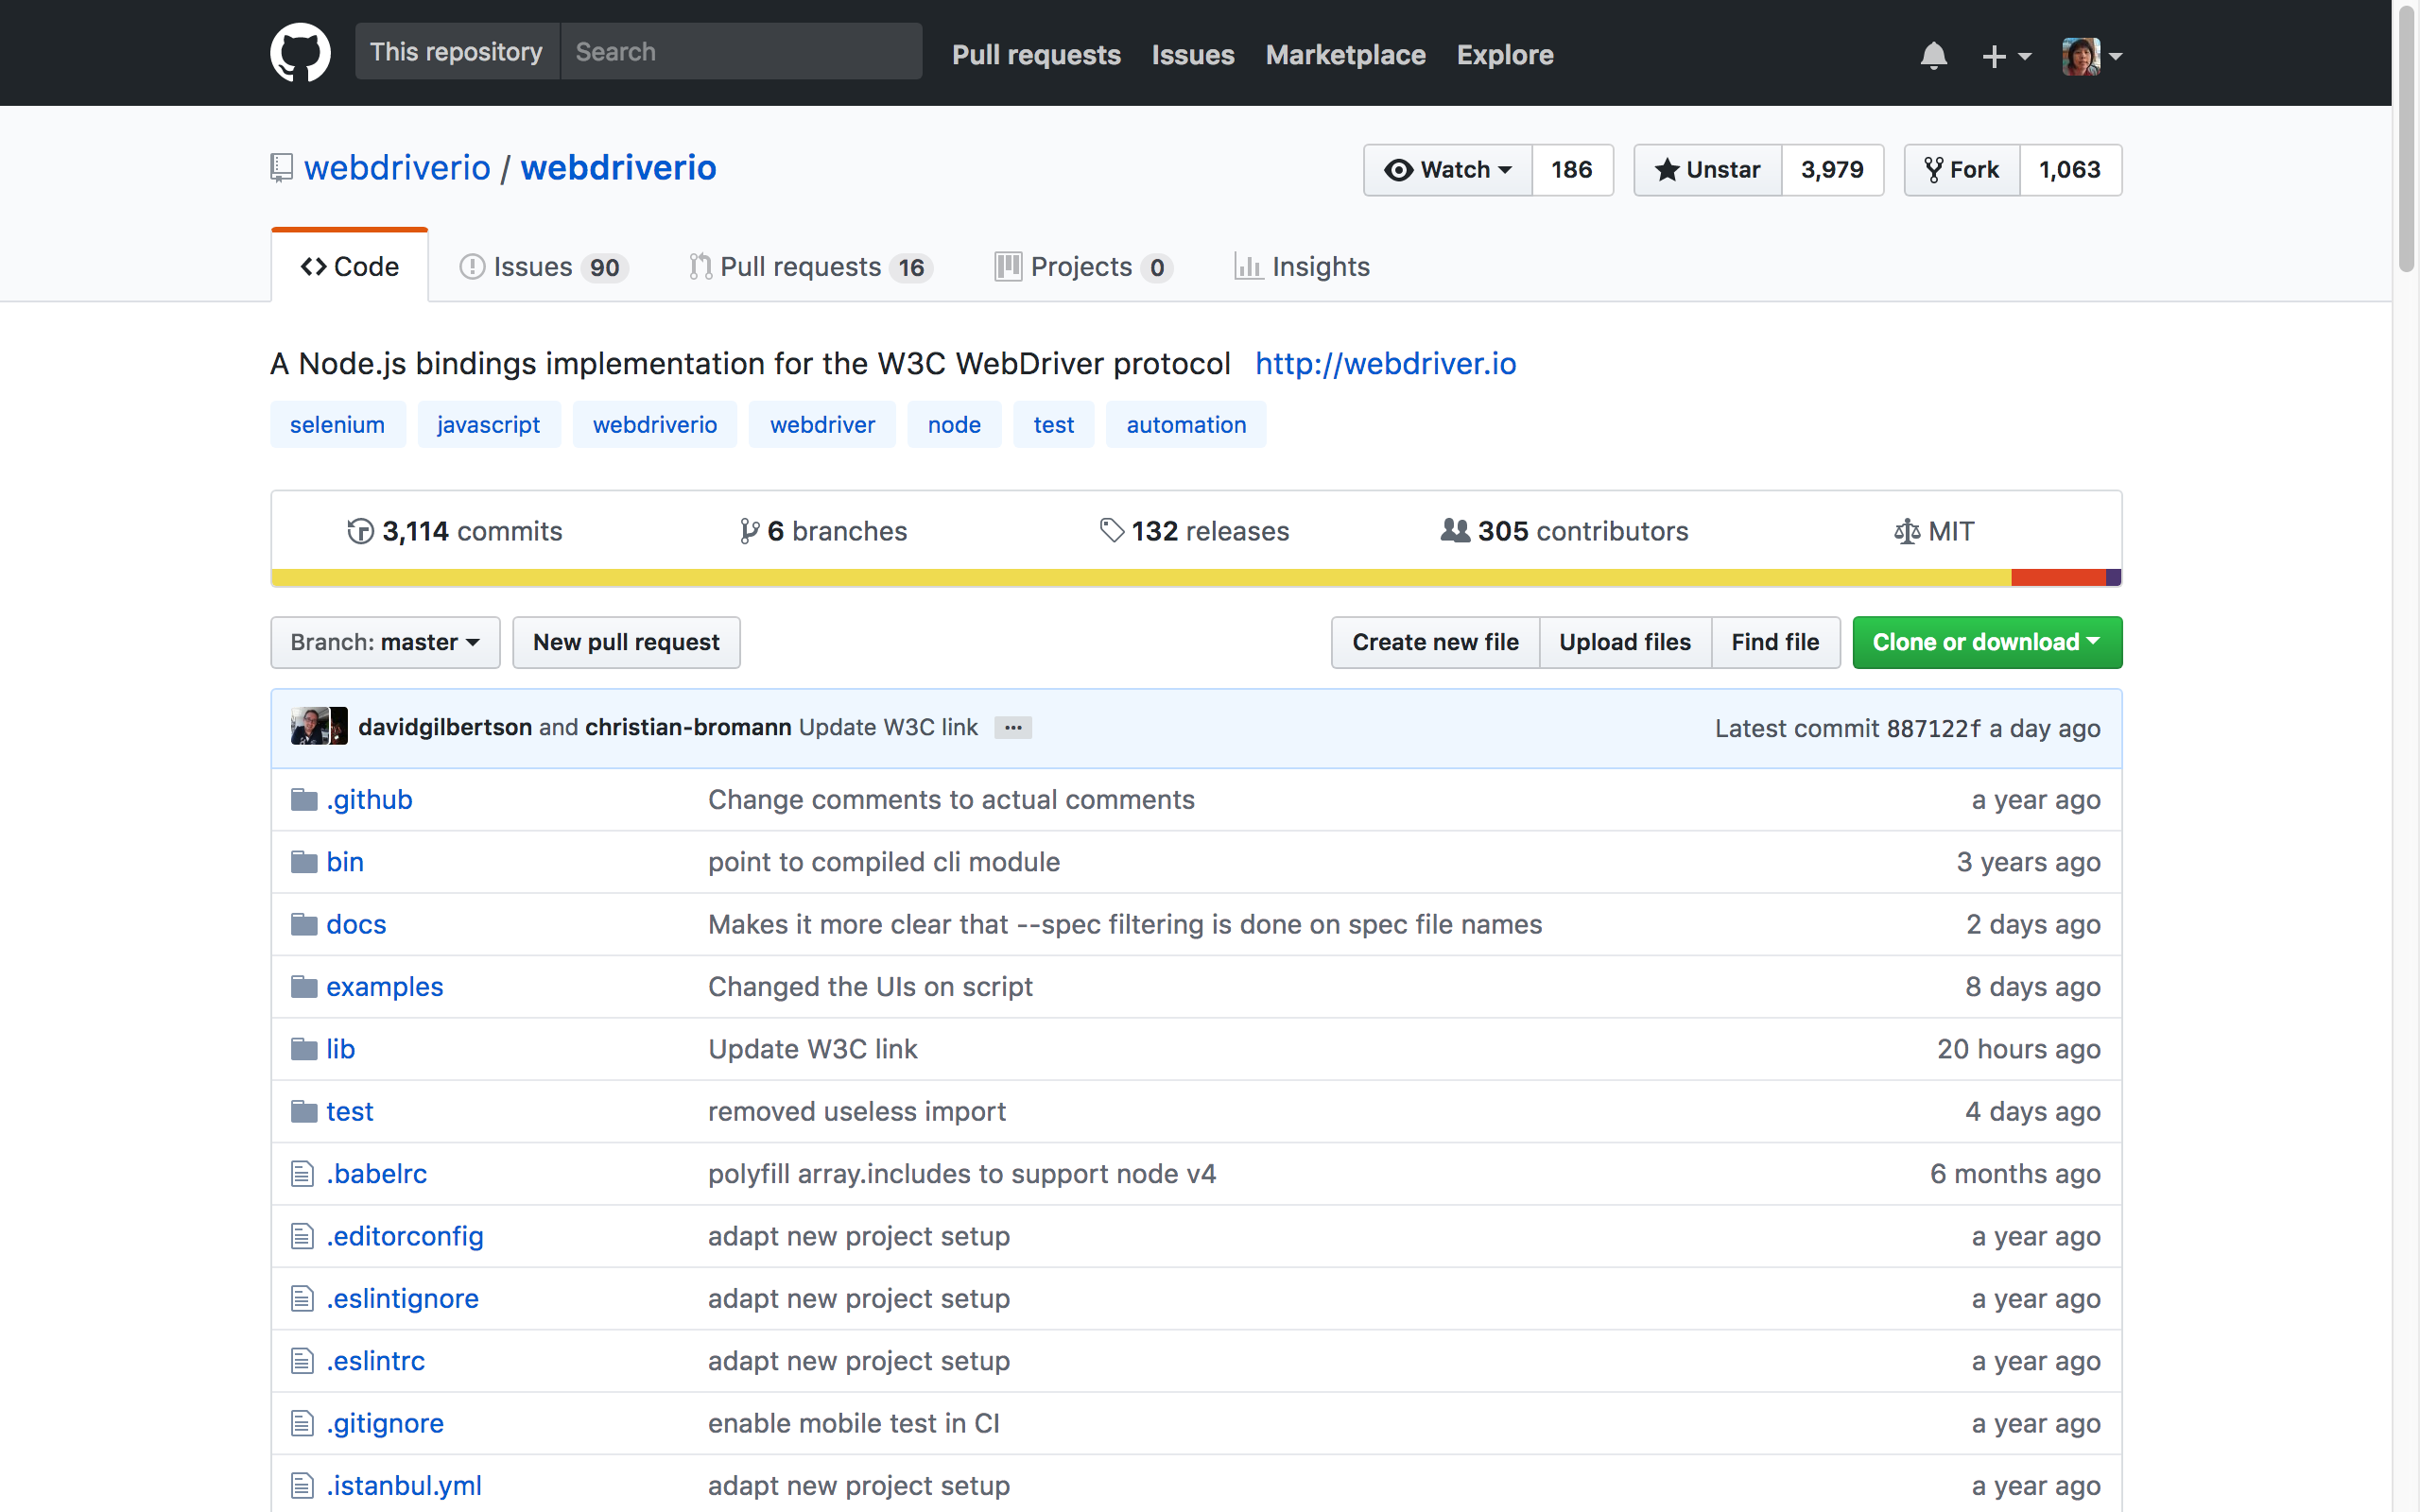 This repository Search Pull requests Issues Marketplace Explore
webdriverio / webdriverio Watch 186 Unstar 3,979 Fork 1,063
Code Issues 90 Pull requests 16 Projects 0 Insights
A Node.js bindings implementation for the W3C WebDriver protocol http://webdriver.io
selenium javascript webdriverio webdriver node test automation
3,114 commits 6 branches 132 releases 305 contributors MIT
Branch: master New pull request Create new file Upload files Find file Clone or download
davidgilbertson and christian-bromann Update W3C link ... Latest commit 887122f a day ago
.github Change comments to actual comments a year ago
bin point to compiled cli module 3 years ago
docs Makes it more clear that --spec filtering is done on spec file names 2 days ago
examples Changed the UIs on script 8 days ago
lib Update W3C link 20 hours ago
test removed useless import 4 days ago
.babelrc polyfill array.includes to support node v4 6 months ago
.editorconfig adapt new project setup a year ago
.eslintignore adapt new project setup a year ago
.eslintrc adapt new project setup a year ago
.gitignore enable mobile test in CI a year ago
.istanbul.yml adapt new project setup a year ago